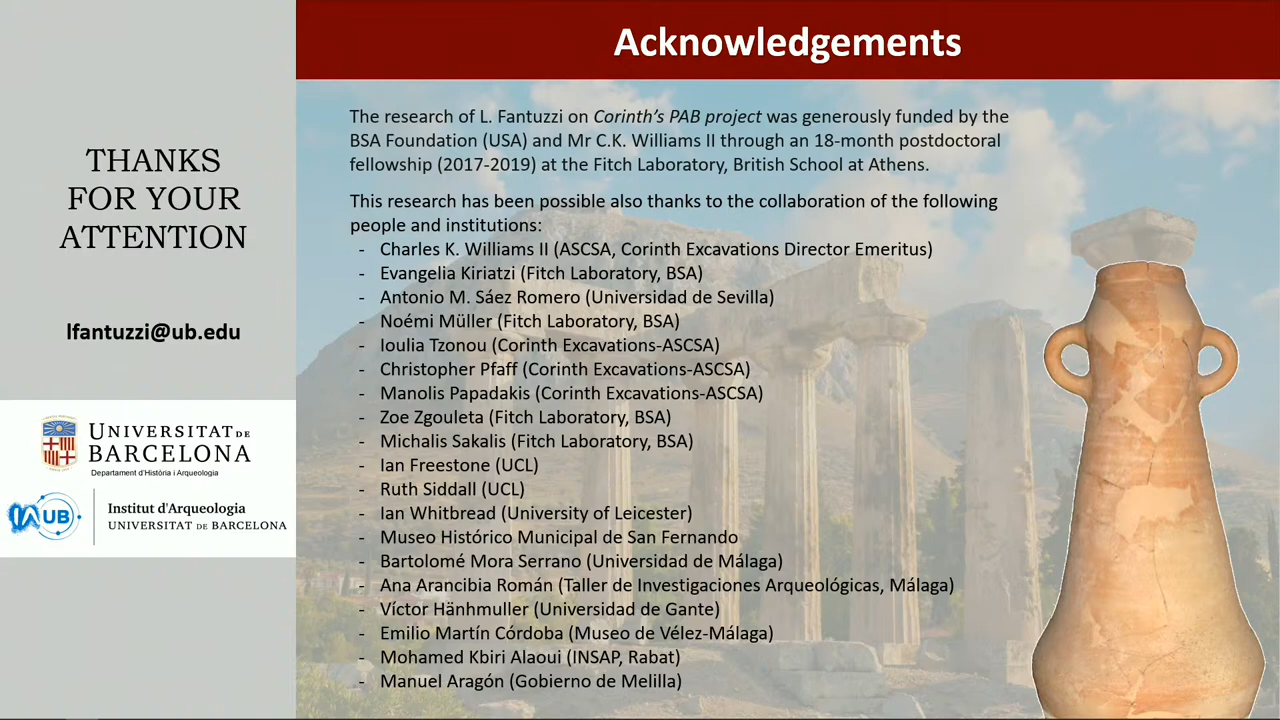 Acknowledgements
THANKS
FOR YOUR
ATTENTION
lfantuzzi@ub.edu
UNIVERSITAT DE
BARCELONA
Departament d'Història i Arqueologia
IAUB
Institut d'Arqueologia
UNIVERSITAT DE BARCELONA
The research of L. Fantuzzi on Corinth's PAB project was generously funded by the
BSA Foundation (USA) and Mr C.K. Williams II through an 18-month postdoctoral
fellowship (2017-2019) at the Fitch Laboratory, British School at Athens.
This research has been possible also thanks to the collaboration of the following
people and institutions:
- Charles K. Williams II (ASCSA, Corinth Excavations Director Emeritus)
- Evangelia Kiriatzi (Fitch Laboratory, BSA)
- Antonio M. Sáez Romero (Universidad de Sevilla)
- Noémi Müller (Fitch Laboratory, BSA)
- Ioulia Tzonou (Corinth Excavations-ASCSA)
- Christopher Pfaff (Corinth Excavations-ASCSA)
- Manolis Papadakis (Corinth Excavations-ASCSA)
- Zoe Zgouleta (Fitch Laboratory, BSA)
- Michalis Sakalis (Fitch Laboratory, BSA)
- Ian Freestone (UCL)
- Ruth Siddall (UCL)
- Ian Whitbread (University of Leicester)
- Museo Histórico Municipal de San Fernando
- Bartolomé Mora Serrano (Universidad de Málaga)
- Ana Arancibia Román (Taller de Investigaciones Arqueológicas, Málaga)
- Víctor Hänhmuller (Universidad de Gante)
- Emilio Martín Córdoba (Museo de Vélez-Málaga)
- Mohamed Kbiri Alaoui (INSAP, Rabat)
- Manuel Aragón (Gobierno de Melilla)